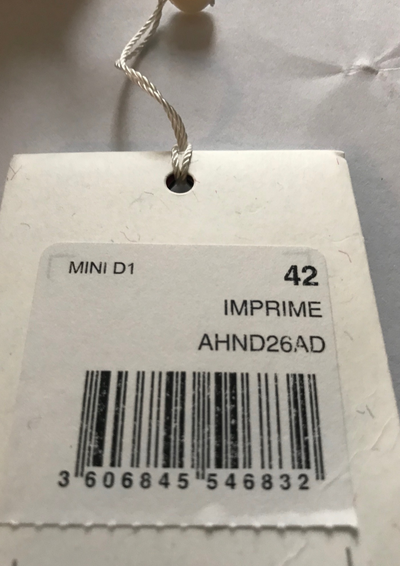 MINI D1
42
IMPRIME
AHND26AD
3 606845 546832